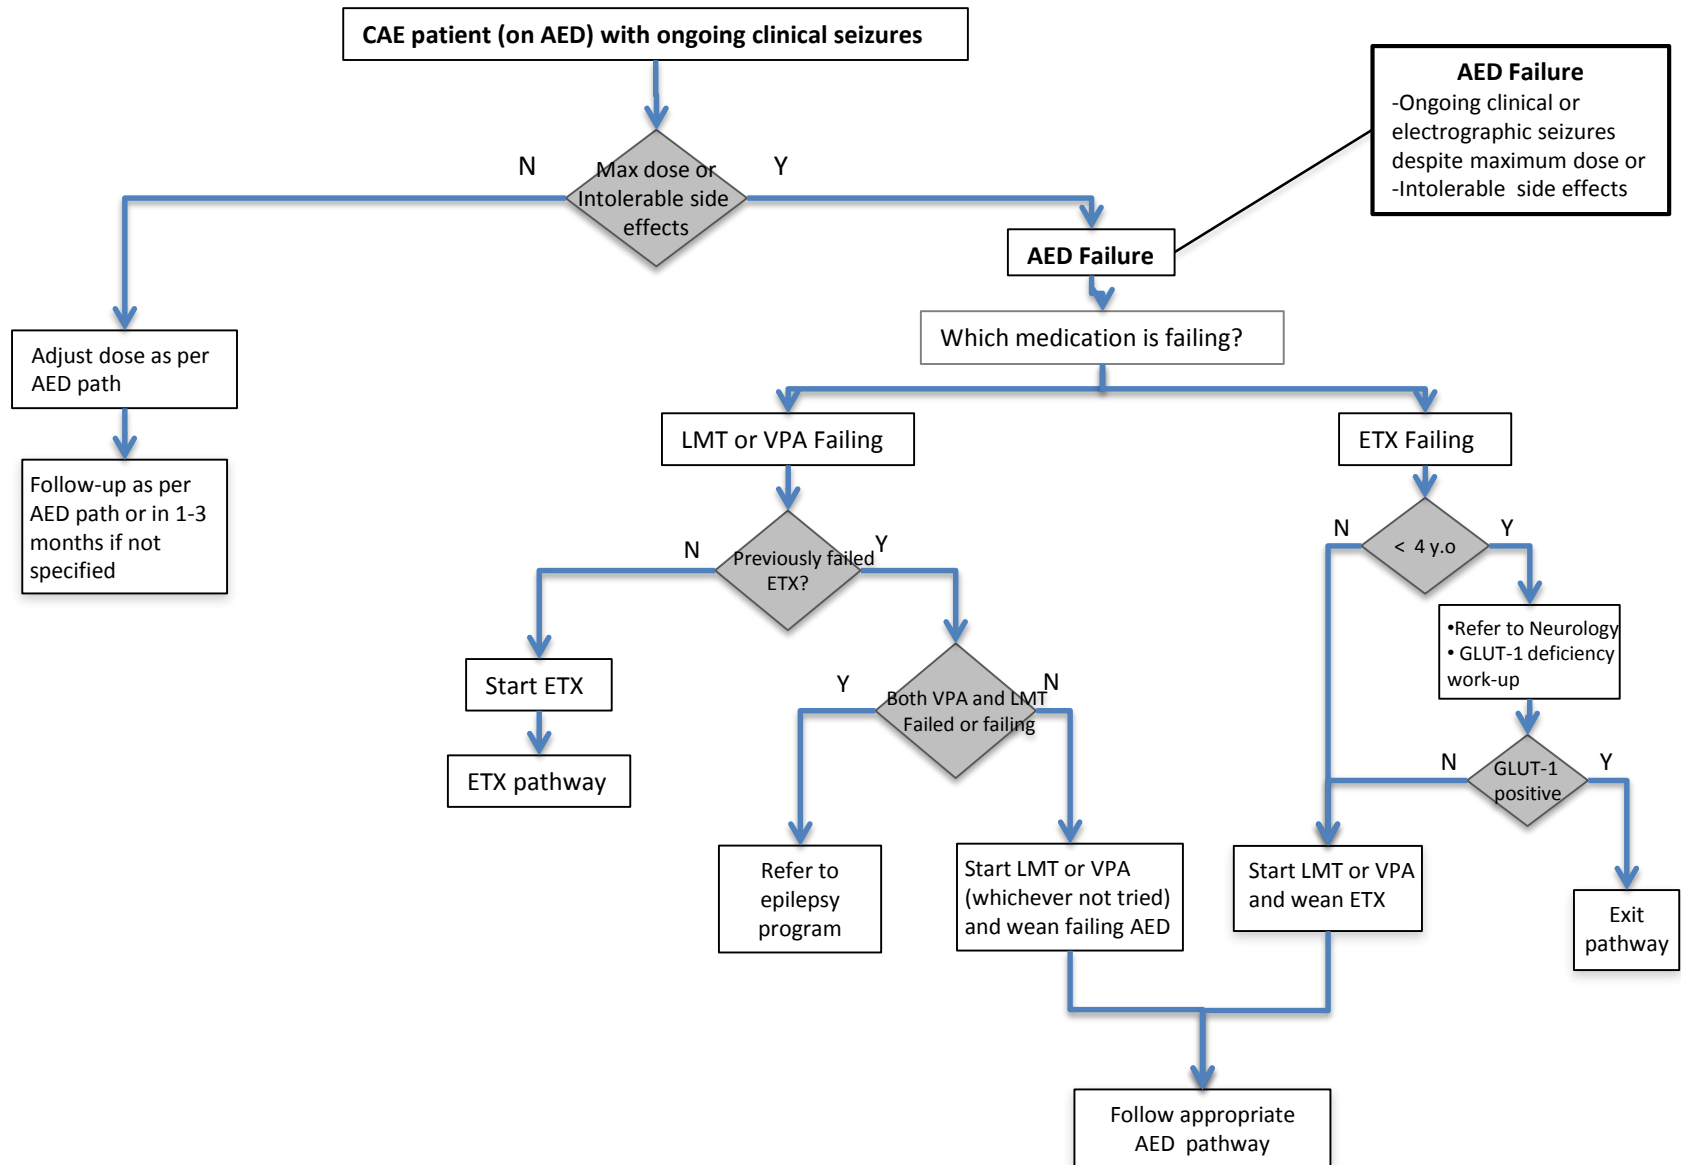 CAE patient (on AED) with ongoing clinical seizures
AED Failure
-Ongoing clinical or
electrographic seizures
despite maximum dose or
-Intolerable side effects
N
Max dose or
Intolerable side
effects
Y
AED Failure
Which medication is failing?
Adjust dose as per
AED path
Follow-up as per
AED path or in 1-3
months if not
specified
LMT or VPA Failing
ETX Failing
N
Previously failed
ETX?
Y
N
< 4 y.o
Y
Start ETX
ETX pathway
Y
Both VPA and LMT
Failed or failing
N
•Refer to Neurology
• GLUT-1 deficiency
work-up
N
GLUT-1
positive
Y
Refer to
epilepsy
program
Start LMT or VPA
(whichever not tried)
and wean failing AED
Start LMT or VPA
and wean ETX
Exit
pathway
Follow appropriate
AED pathway